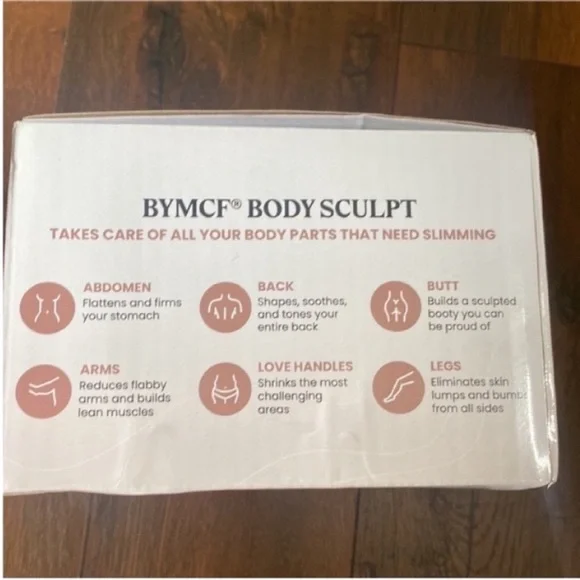 BYMCF® BODY SCULPT
TAKES CARE OF ALL YOUR BODY PARTS THAT NEED SLIMMING
ABDOMEN
Flattens and firms
your stomach
BACK
Shapes, soothes,
and tones your
entire back
BUTT
Builds a sculpted
booty you can
be proud of
ARMS
Reduces flabby
arms and builds
lean muscles
LOVE HANDLES
Shrinks the most
challenging
areas
LEGS
Eliminates skin
lumps and bumps
from all sides